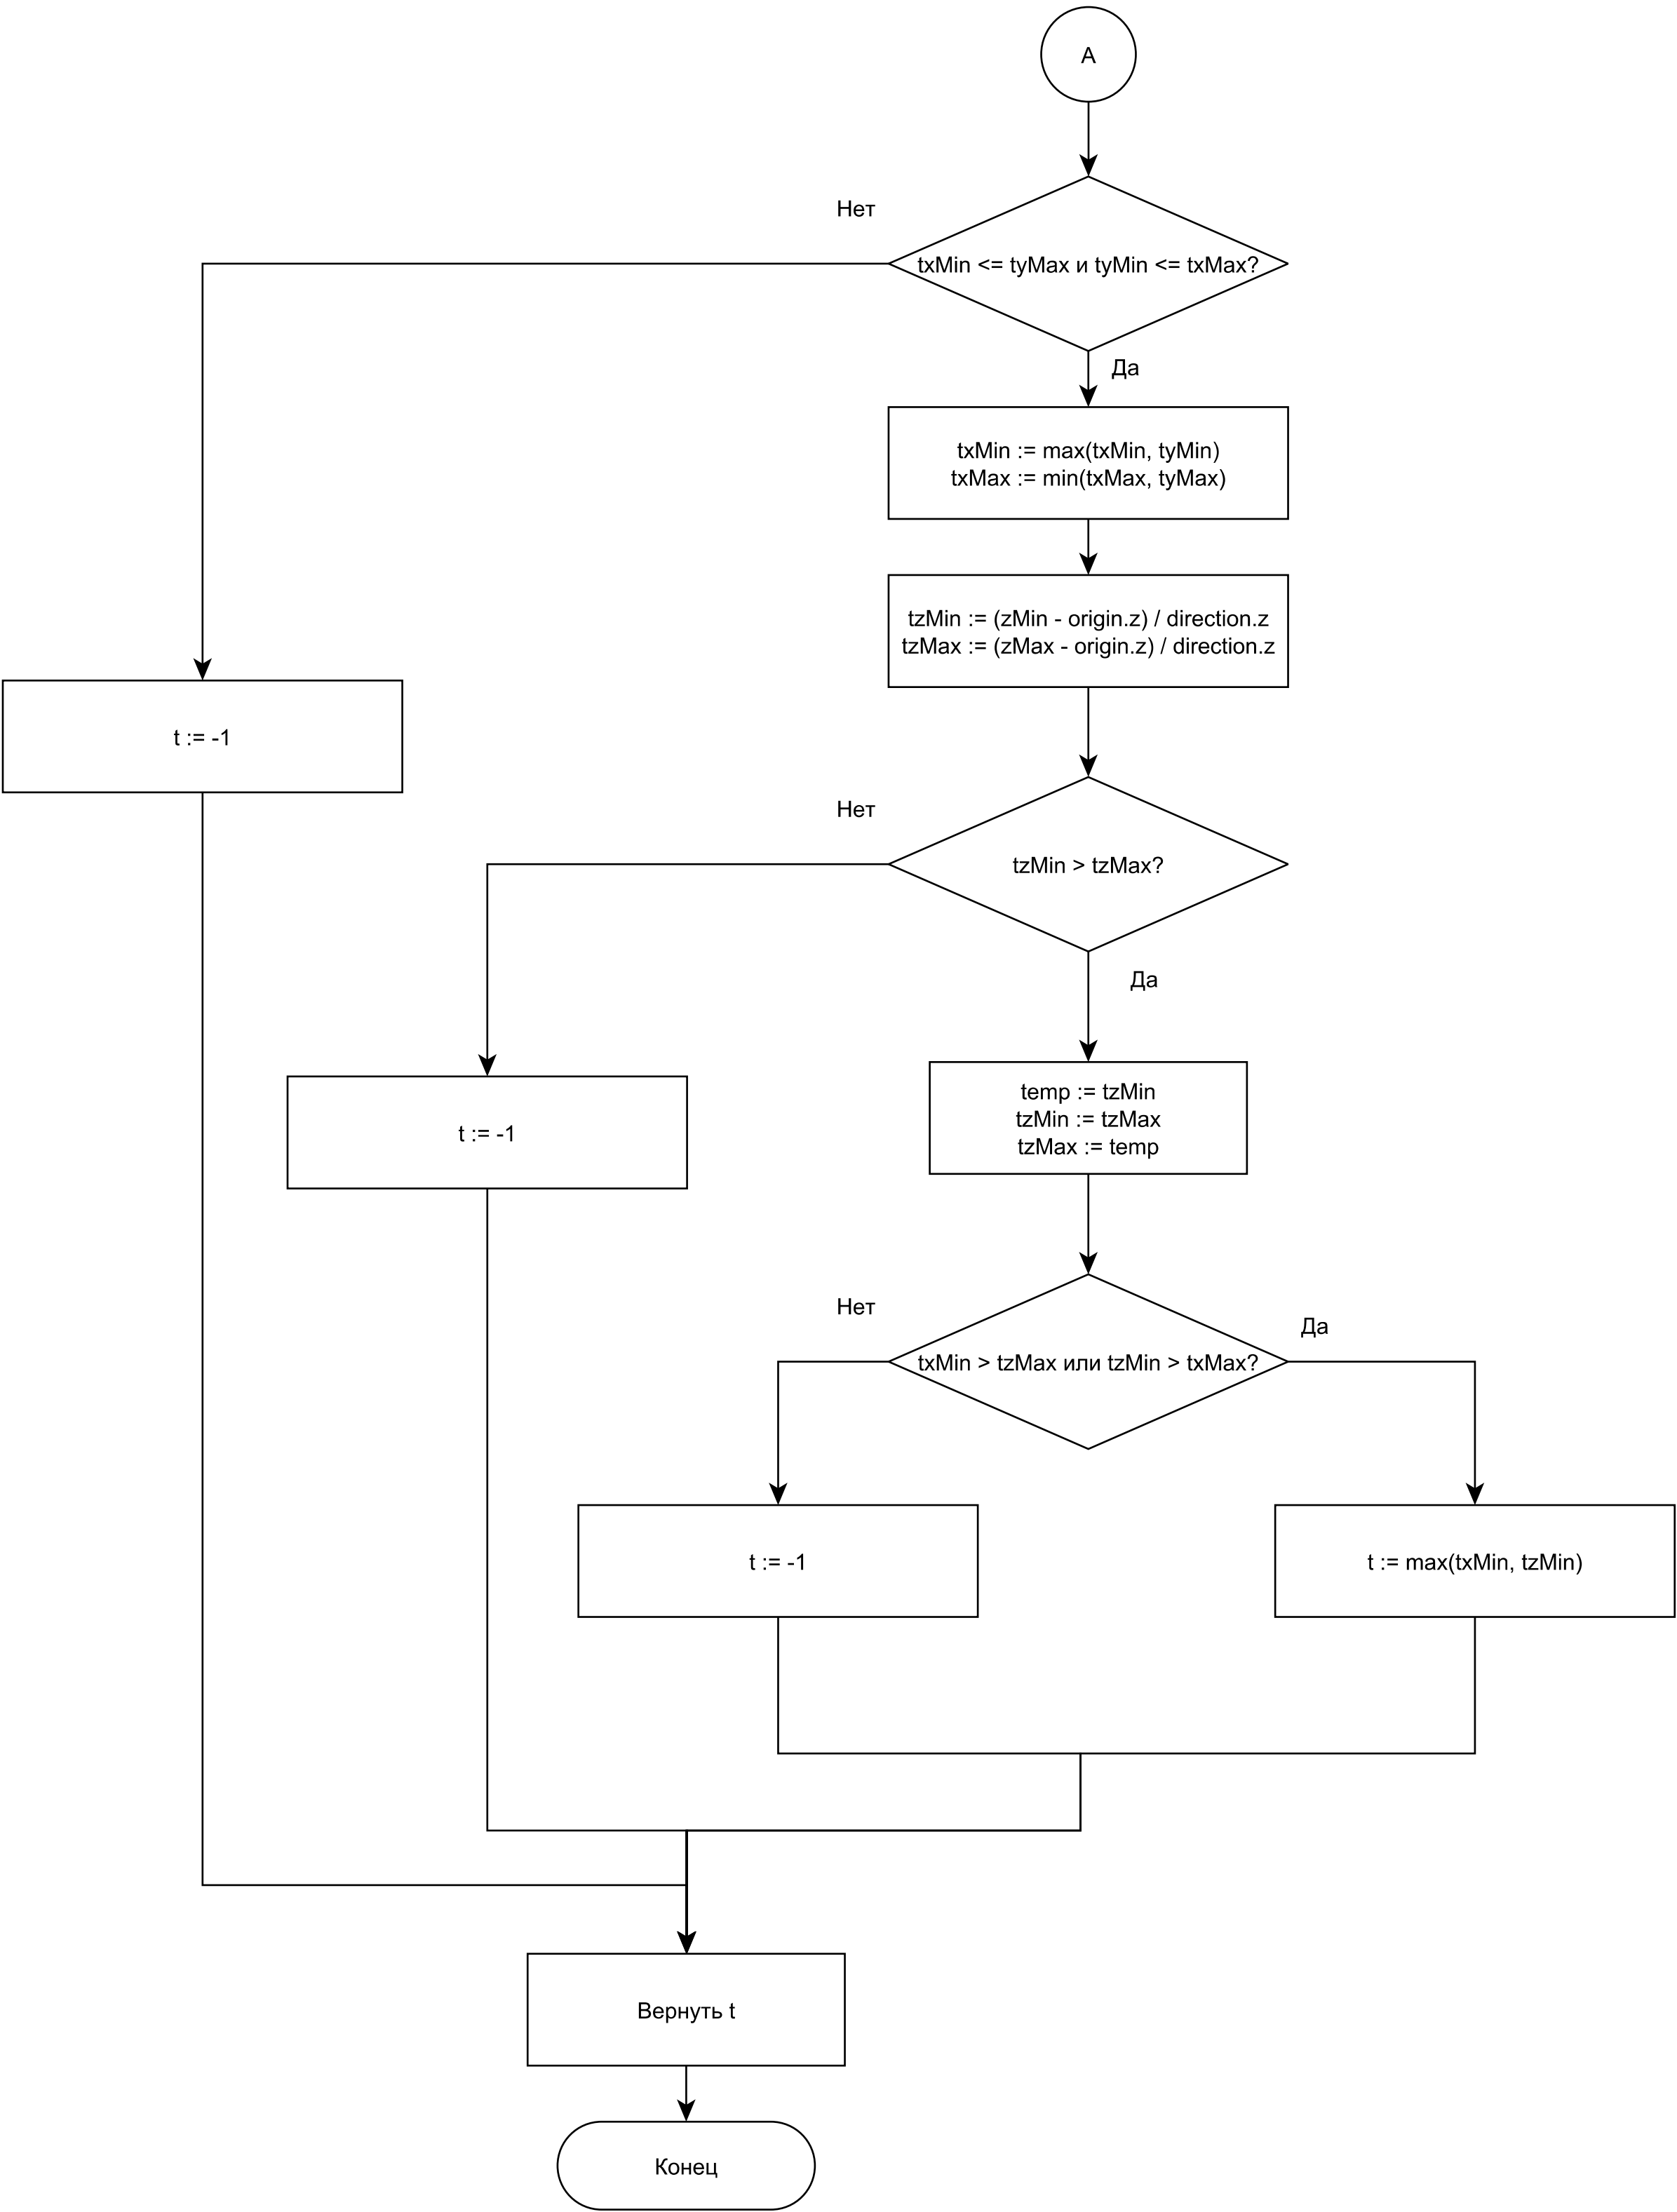 A
Нет
txMin <= tyMax и tyMin <= txMax?
Да
txMin := max(txMin, tyMin)
txMax := min(txMax, tyMax)
tzMin := (zMin - origin.z) / direction.z
tzMax := (zMax - origin.z) / direction.z
t := -1
Нет
tzMin > tzMax?
Да
temp := tzMin
tzMin := tzMax
tzMax := temp
t := -1
Нет
Да
txMin > tzMax или tzMin > txMax?
t := -1
t := max(txMin, tzMin)
Вернуть t
Конец